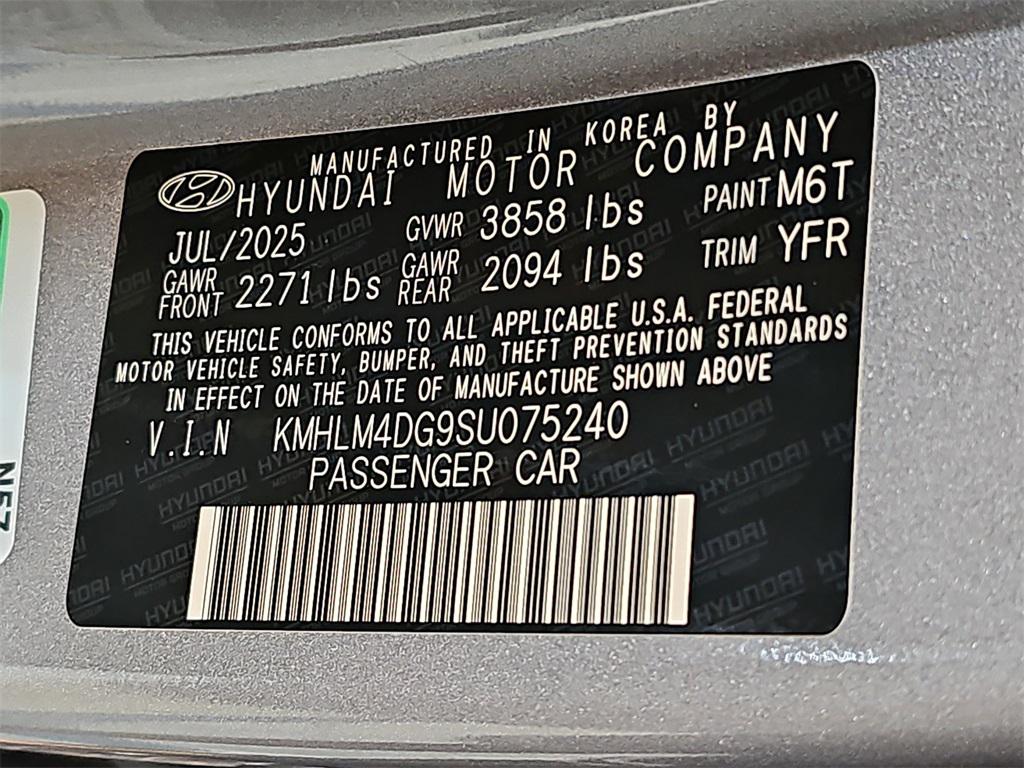 MANUFACTURED IN KOREA BY
HYUNDAI MOTOR COMPANY
JUL/2025 GVWR 3858 lbs PAINT M6T
GAWR FRONT 2271 lbs GAWR REAR 2094 lbs TRIM YFR
THIS VEHICLE CONFORMS TO ALL APPLICABLE U.S.A. FEDERAL
MOTOR VEHICLE SAFETY, BUMPER, AND THEFT PREVENTION STANDARDS
IN EFFECT ON THE DATE OF MANUFACTURE SHOWN ABOVE
V.I.N KMHLM4DG9SU075240
PASSENGER CAR